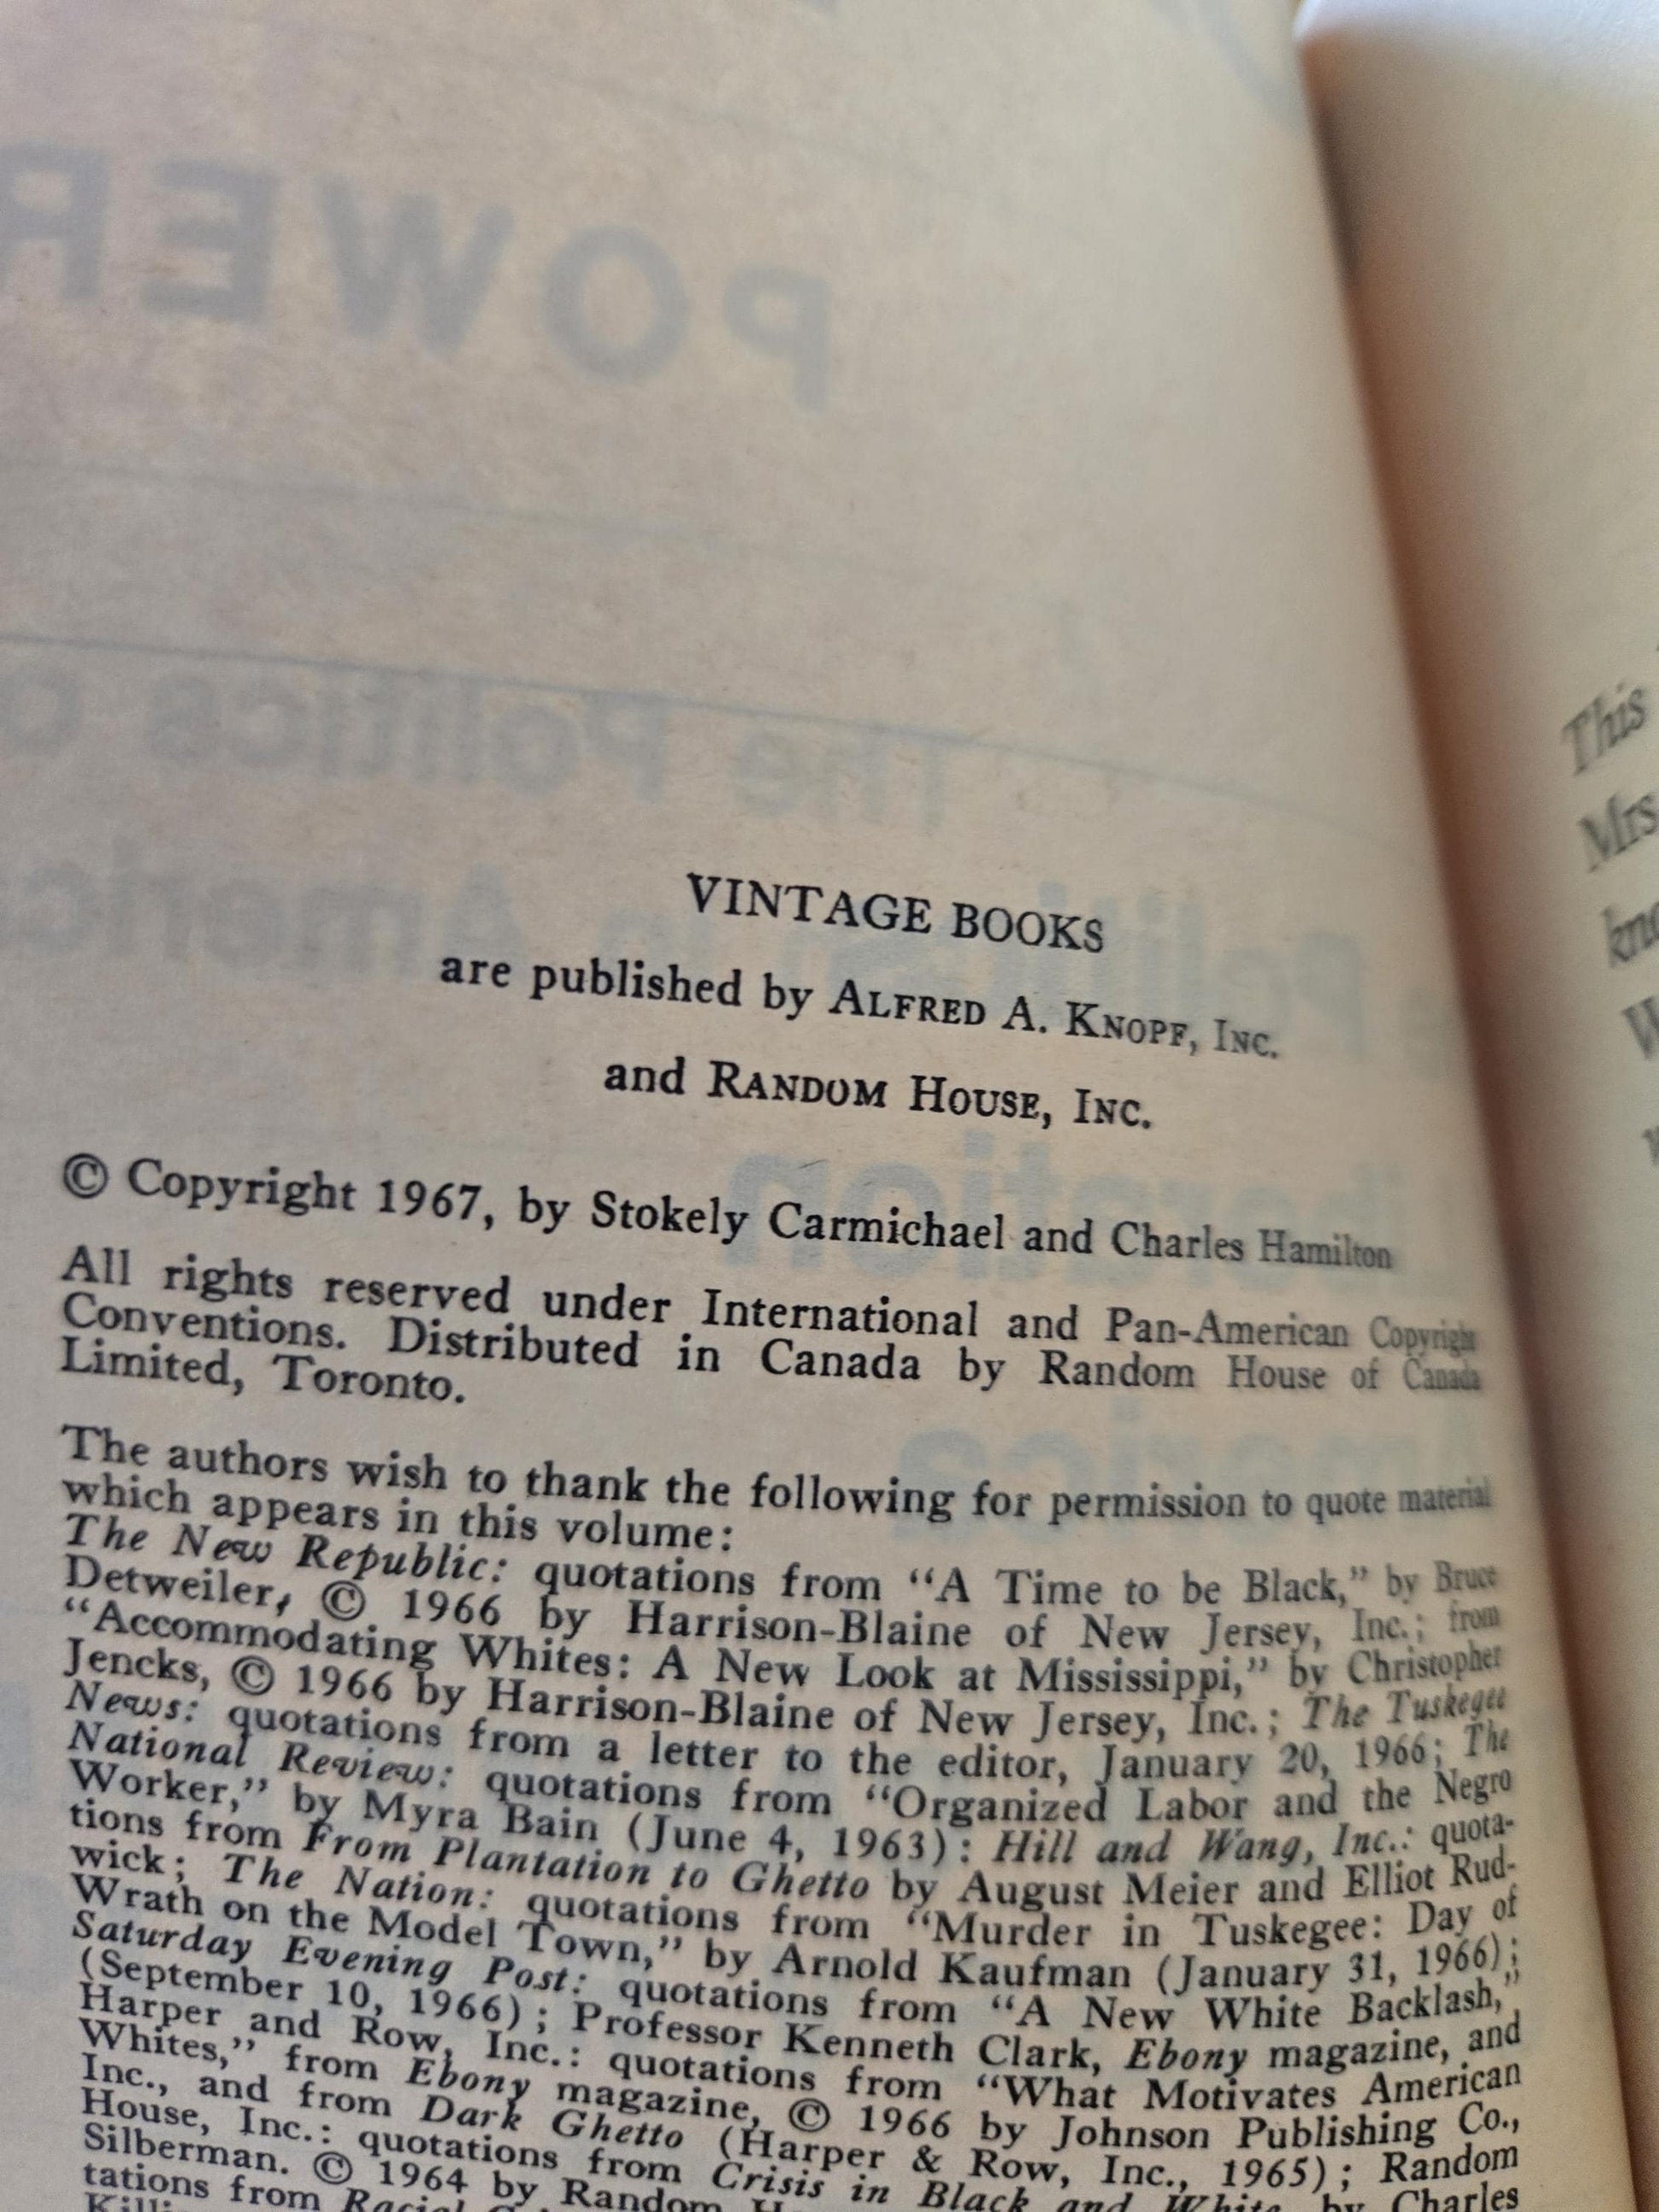 POWER
The Politics O
VINTAGE BOOKS
are published by ALFRED A. KNOPF, INC.
and RANDOM HOUSE, INC.
© Copyright 1967, by Stokely Carmichael and Charles Hamilton
All rights reserved under International and Pan-American Copyright
Conventions. Distributed in Canada by Random House of Canada
Limited, Toronto.
The authors wish to thank the following for permission to quote material
which appears in this volume:
The New Republic: quotations from “A Time to be Black,” by Bruce
Detweiler, © 1966 by Harrison-Blaine of New Jersey, Inc.; from
“Accommodating Whites: A New Look at Mississippi,” by Christopher
Jencks, © 1966 by Harrison-Blaine of New Jersey, Inc.; The Tuskegee
News: quotations from a letter to the editor, January 20, 1966; The
National Review: quotations from “Organized Labor and the Negro
Worker,” by Myra Bain (June 4, 1963): Hill and Wang, Inc.: quota-
tions from From Plantation to Ghetto by August Meier and Elliot Rud-
wick; The Nation: quotations from “Murder in Tuskegee: Day of
Wrath on the Model Town,” by Arnold Kaufman (January 31, 1966);
Saturday Evening Post: quotations from “A New White Backlash,”
(September 10, 1966); Professor Kenneth Clark, Ebony magazine, and
Harper and Row, Inc.: quotations from “What Motivates American
Whites,” from Ebony magazine, © 1966 by Johnson Publishing Co.,
Inc., and from Dark Ghetto (Harper & Row, Inc., 1965); Random
House, Inc.: quotations from Crisis in Black and White, by Charles
Silberman. © 1964 by Random
tations from
This
Mrs